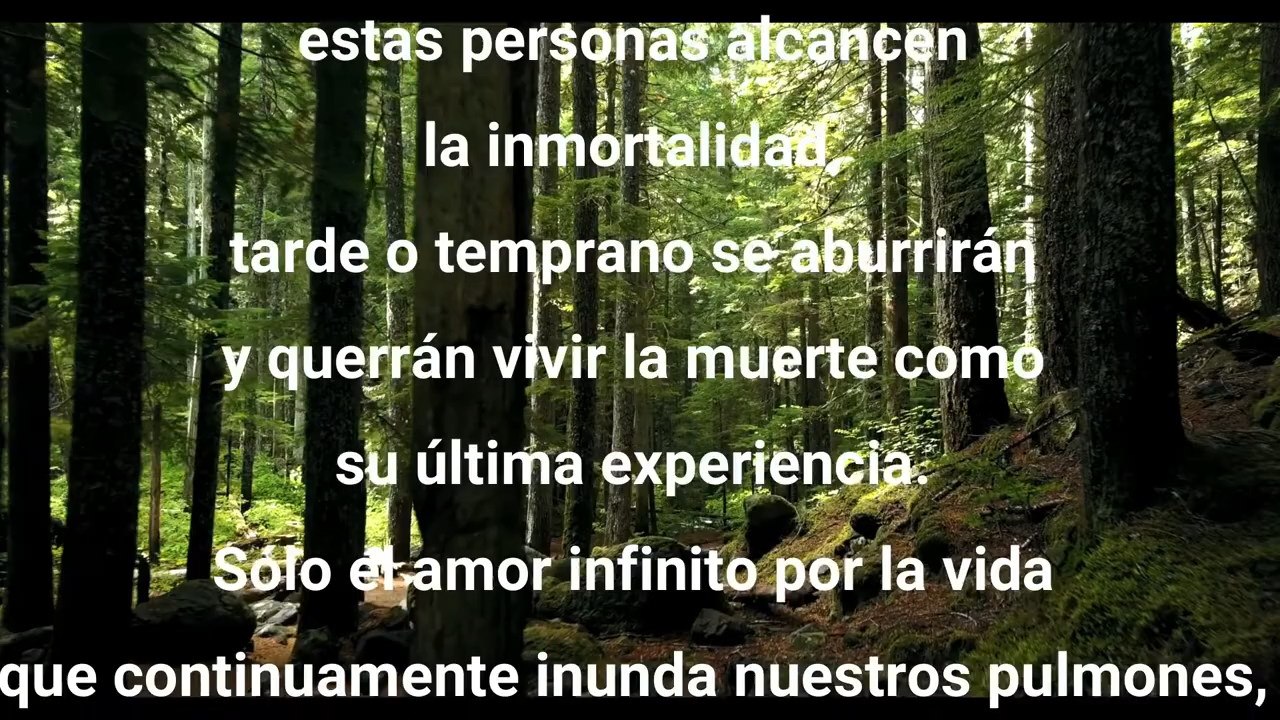 estas personas alcancen
la inmortalidad,
tarde o temprano se aburrirán
y querrán vivir la muerte como
su última experiencia.
Sólo el amor infinito por la vida
que continuamente inunda nuestros pulmones,